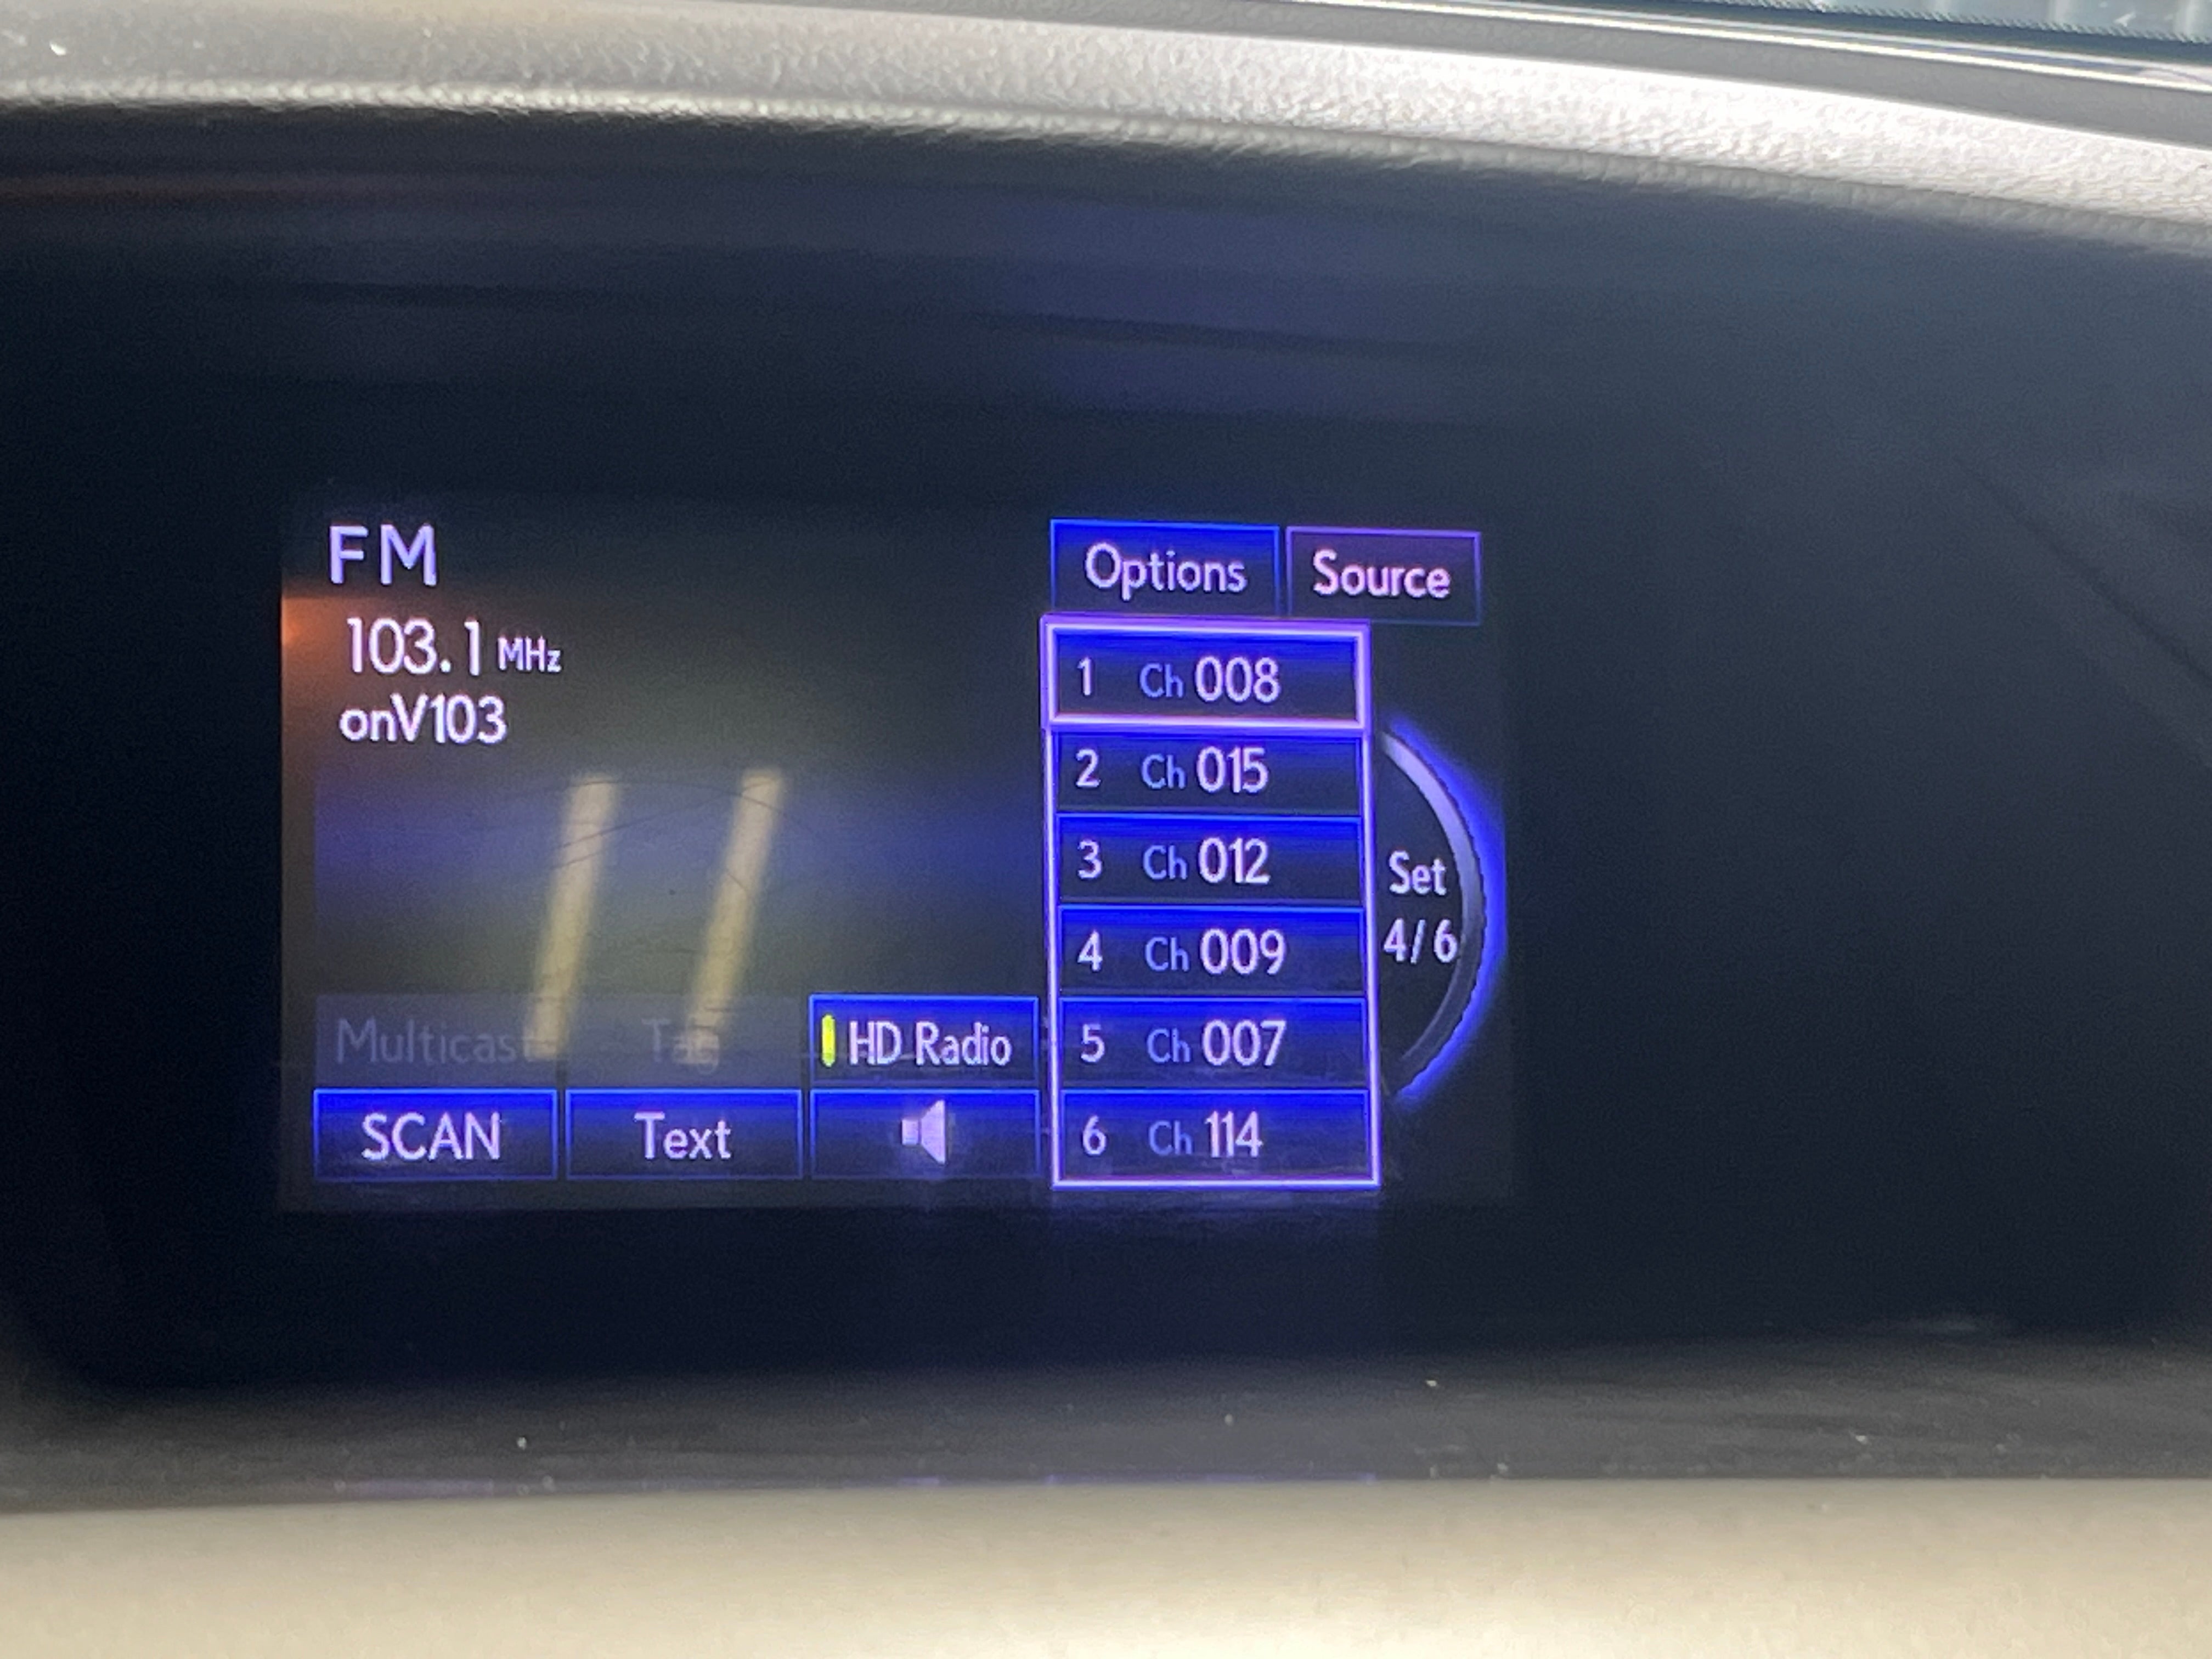 FM
103.1 MHz
onV103
Options
Source
1 Ch 008
2 Ch 015
3 Ch 012
4 Ch 009
5 Ch 007
6 Ch 114
Set
4/6
Multicast
Tag
HD Radio
SCAN
Text